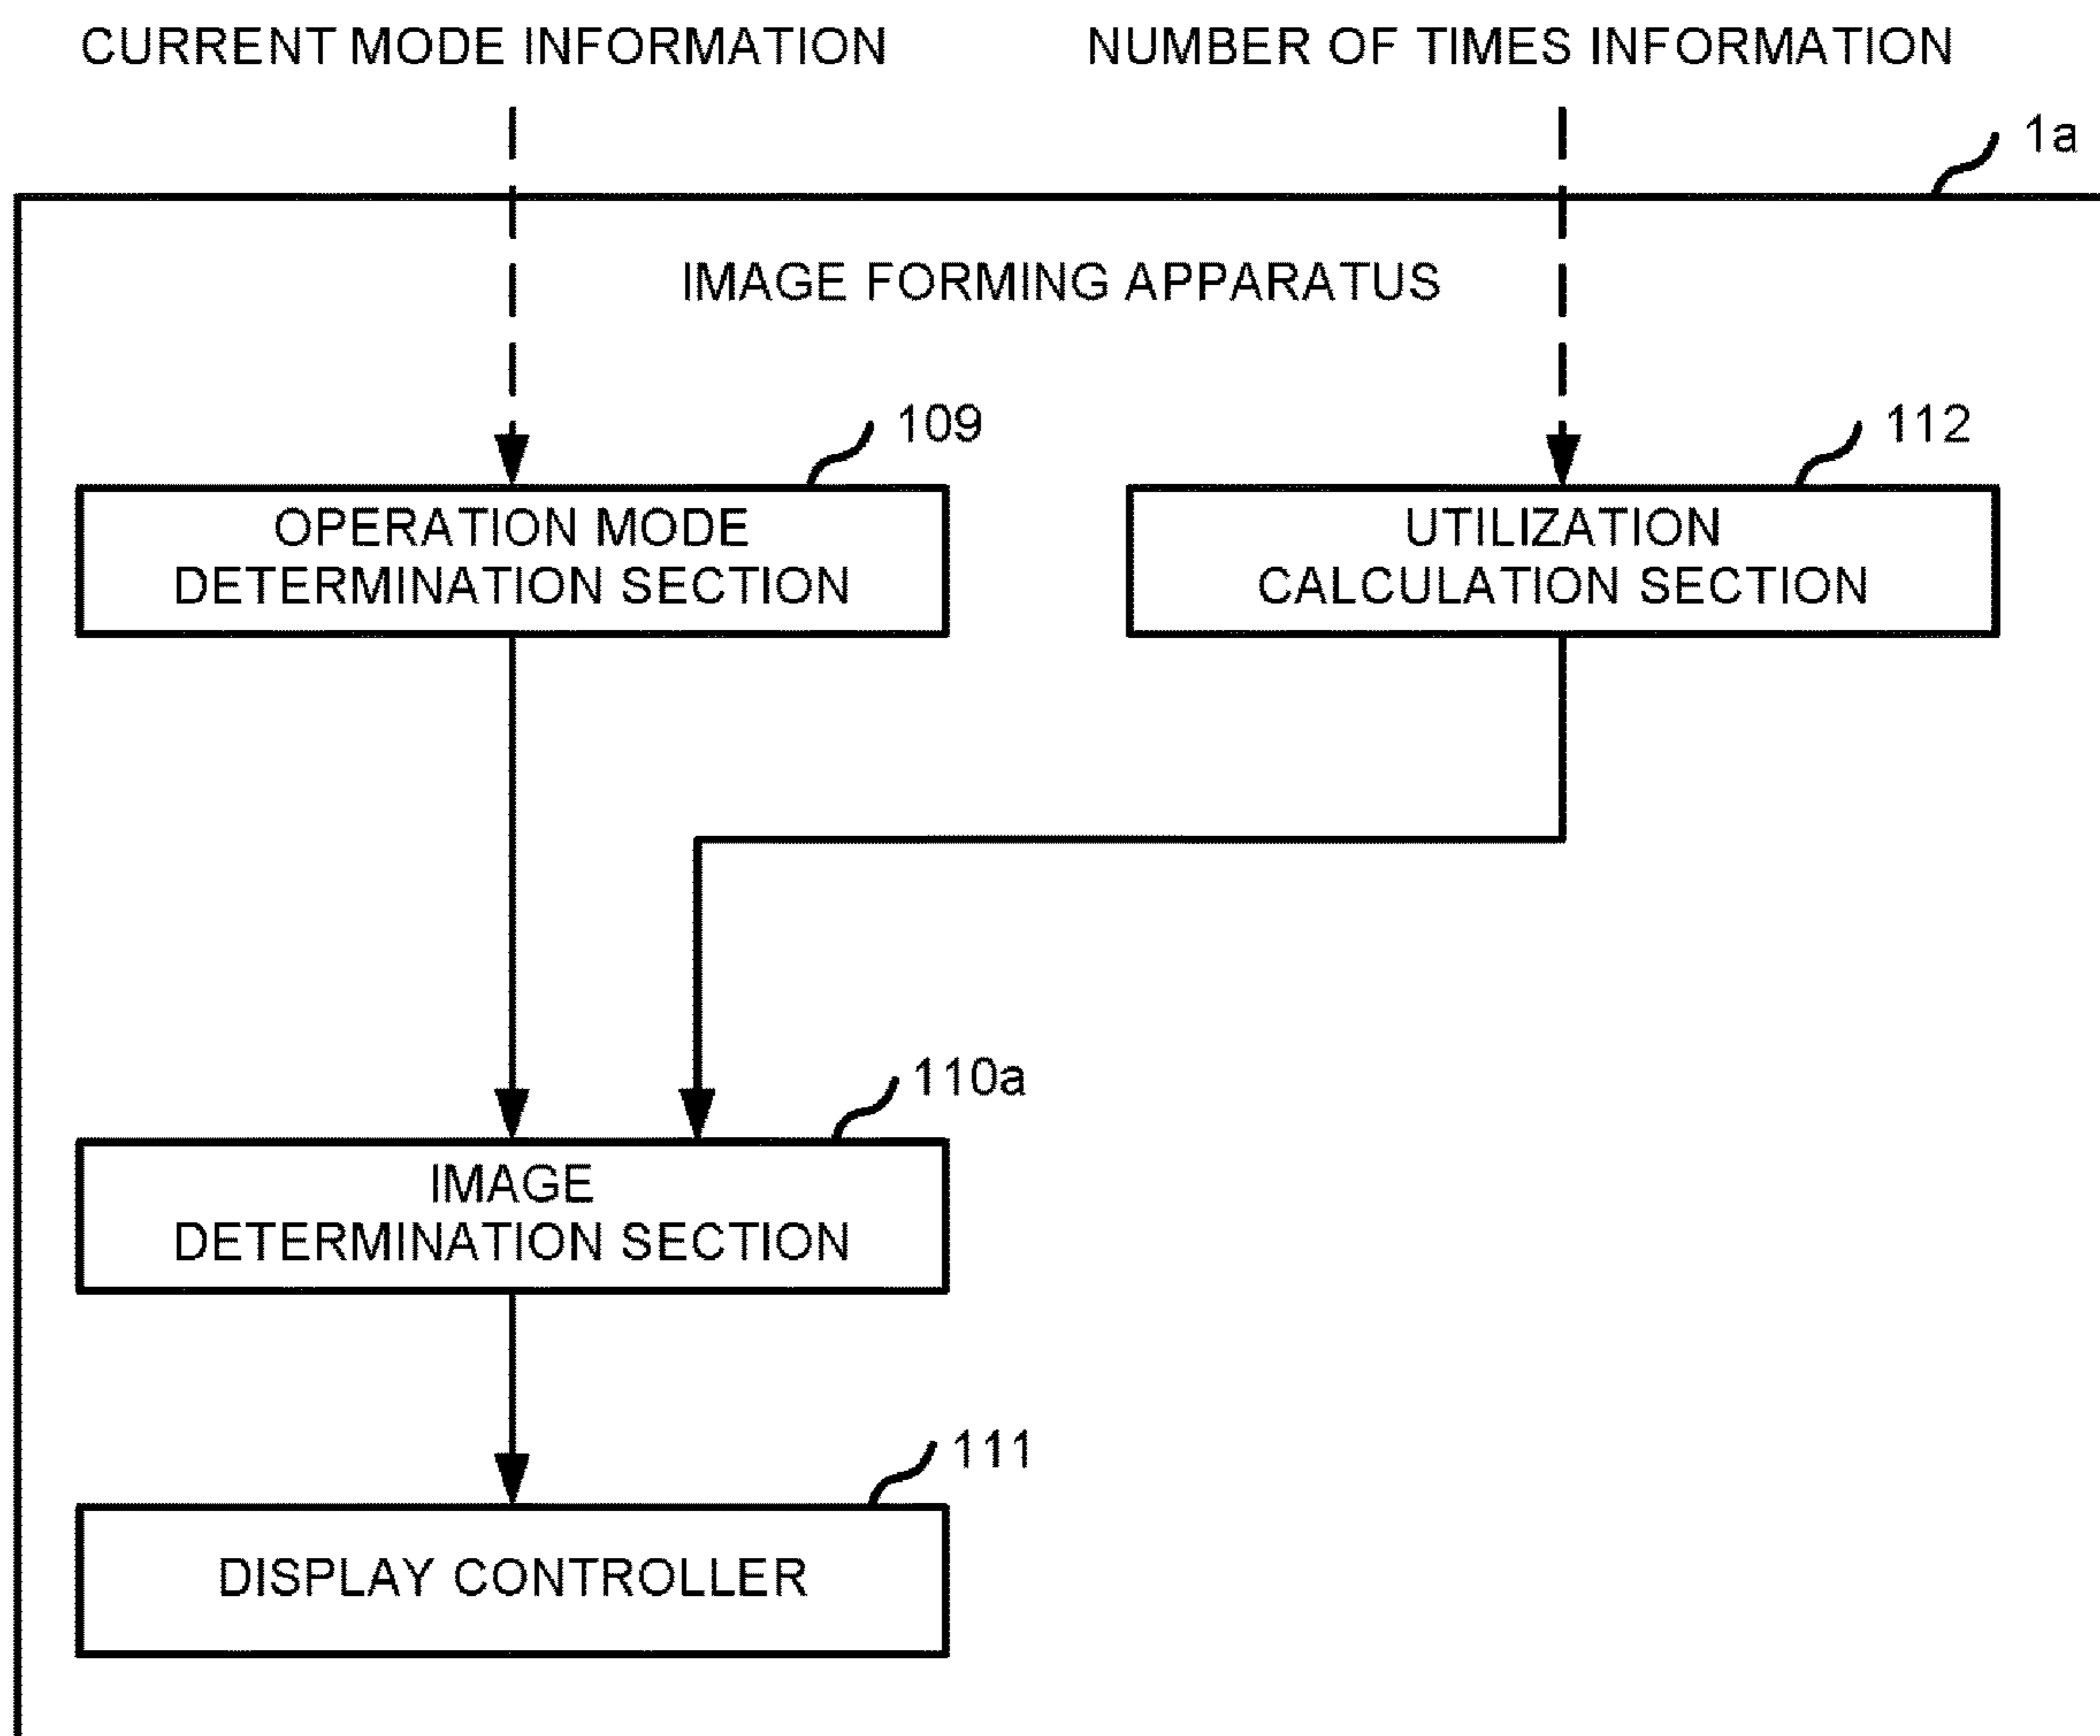 CURRENT MODE INFORMATION
NUMBER OF TIMES INFORMATION
1a
IMAGE FORMING APPARATUS
109
112
OPERATION MODE
DETERMINATION SECTION
UTILIZATION
CALCULATION SECTION
110a
IMAGE
DETERMINATION SECTION
111
DISPLAY CONTROLLER